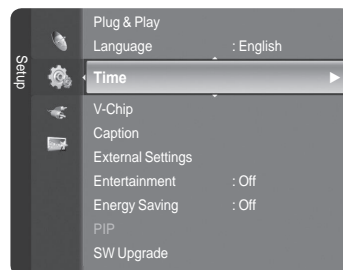 Setup
Plug & Play
Language : English
Time
V-Chip
Caption
External Settings
Entertainment : Off
Energy Saving : Off
PIP
SW Upgrade